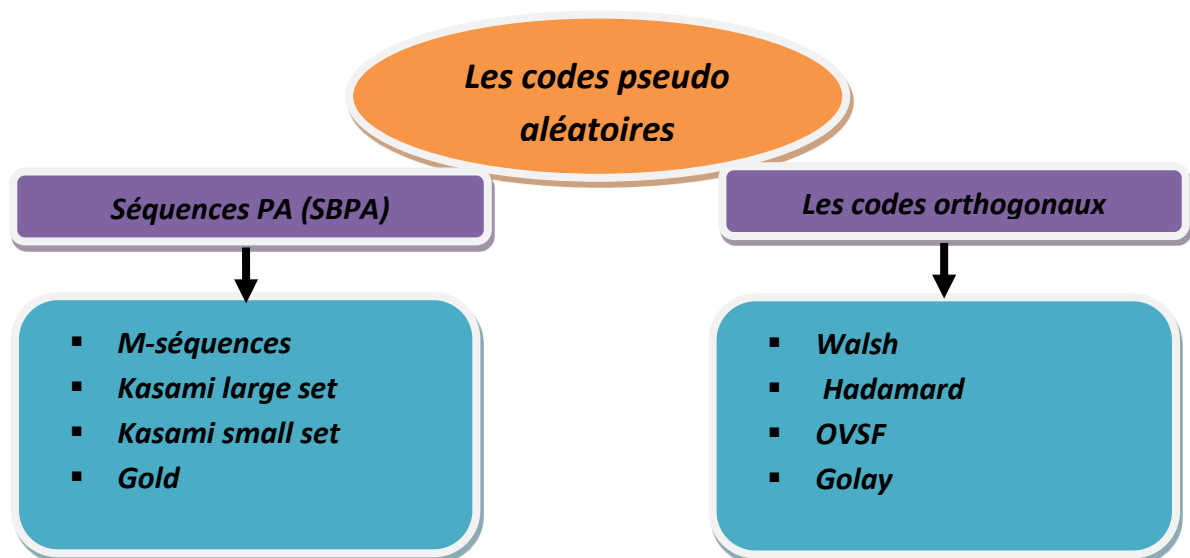 Les codes pseudo
aléatoires
Séquences PA (SBPA)
M-séquences
Kasami large set
Kasami small set
Gold
Les codes orthogonaux
Walsh
Hadamard
OVSF
Golay